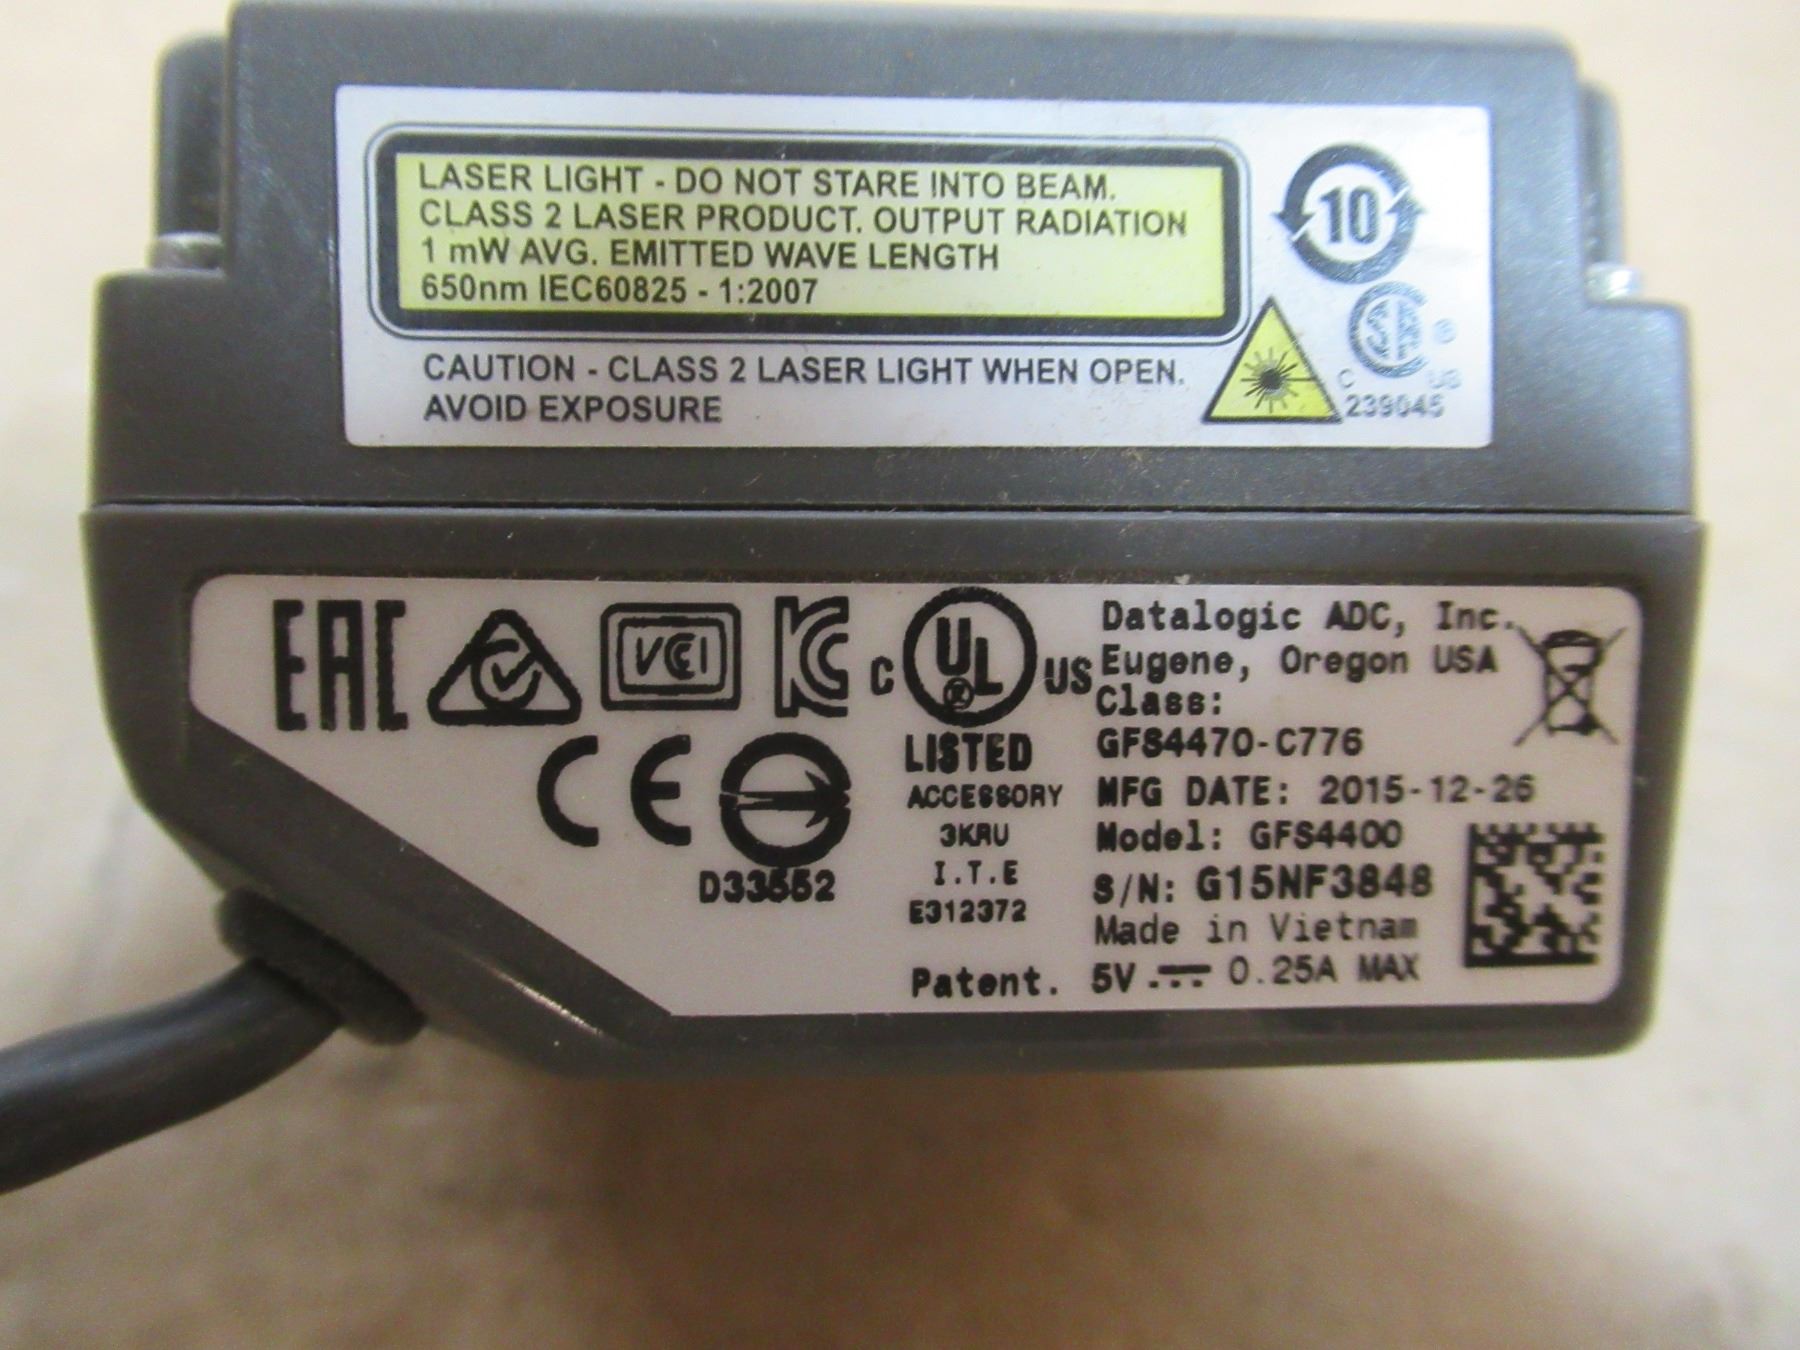 LASER LIGHT - DO NOT STARE INTO BEAM.
CLASS 2 LASER PRODUCT. OUTPUT RADIATION
1 mW AVG. EMITTED WAVE LENGTH
650nm IEC60825 - 1:2007
CAUTION - CLASS 2 LASER LIGHT WHEN OPEN.
AVOID EXPOSURE
10
C US
239045
EAC
VCCI
KC
C UL US
LISTED
ACCESSORY
3KRU
I.T.E
E312372
CE
D33552
Patent.
Datalogic ADC, Inc.
Eugene, Oregon USA
Class:
GFS4470-C776
MFG DATE: 2015-12-26
Model: GFS4400
S/N: G15NF3848
Made in Vietnam
5V 0.25A MAX